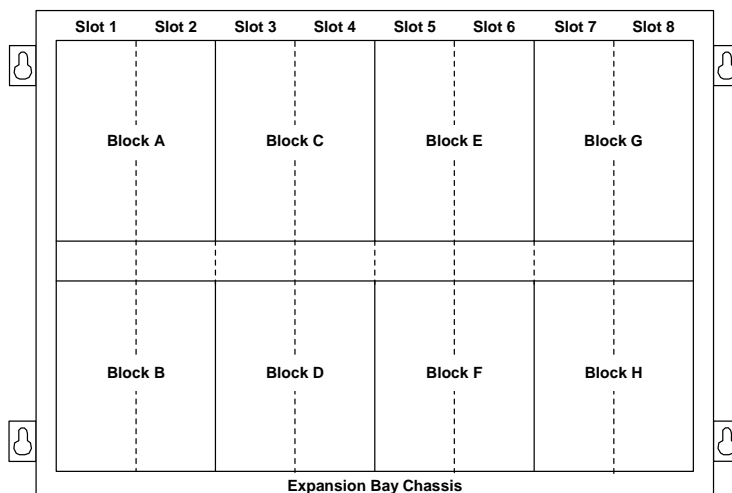 Slot 1 Slot 2 Slot 3 Slot 4 Slot 5 Slot 6 Slot 7 Slot 8
Block A Block C Block E Block G
Block B Block D Block F Block H
Expansion Bay Chassis